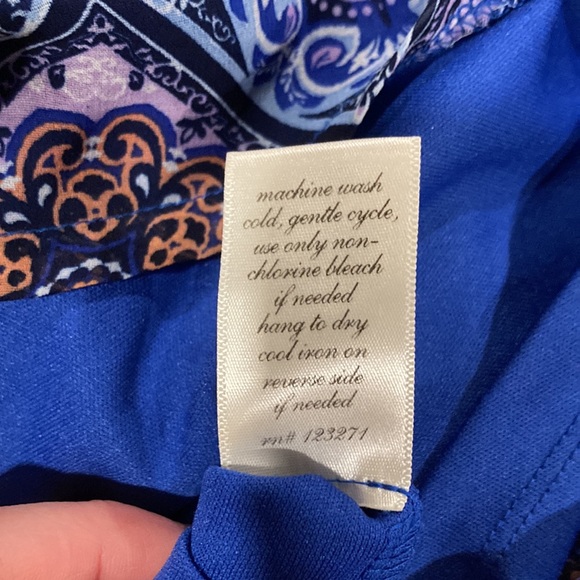 machine wash
cold, gentle cycle,
use only non-
chlorine bleach
if needed
hang to dry
cool iron on
reverse side
if needed
rn# 123271